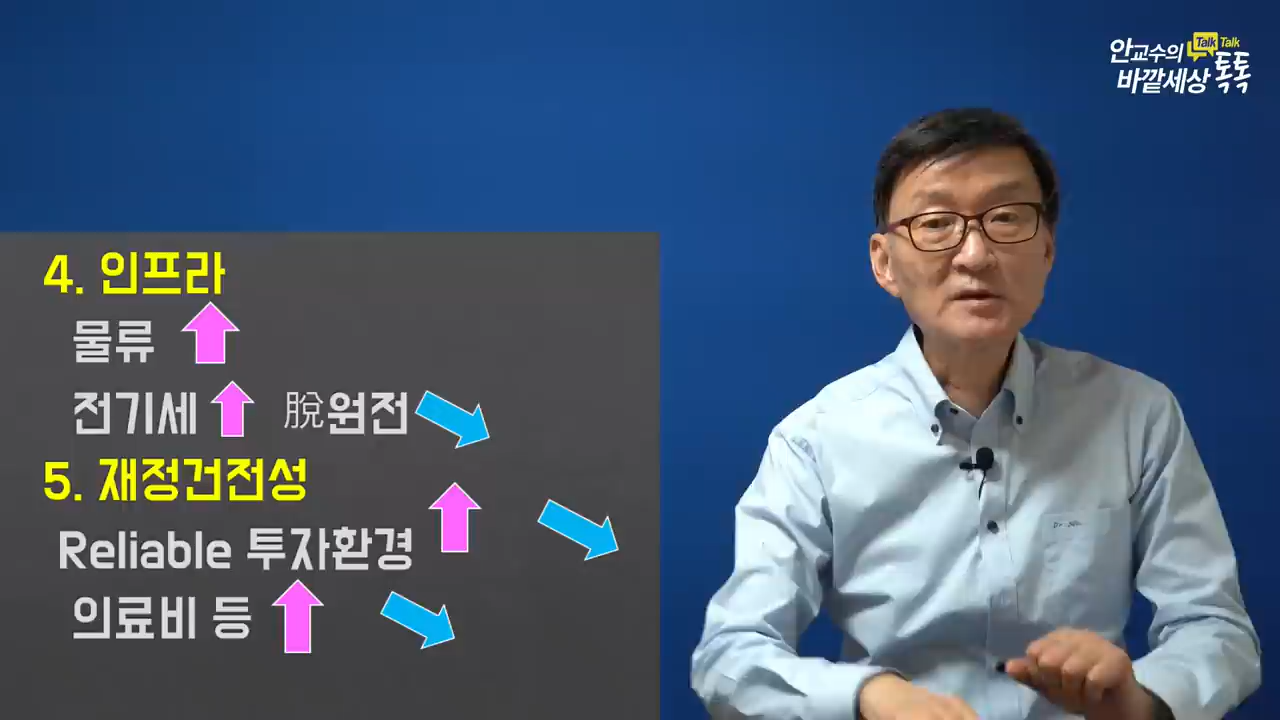 안교수의 Talk Talk
바깥세상 톡톡
4. 인프라
물류
전기세 脫원전
5. 재정건전성
Reliable 투자환경
의료비 등